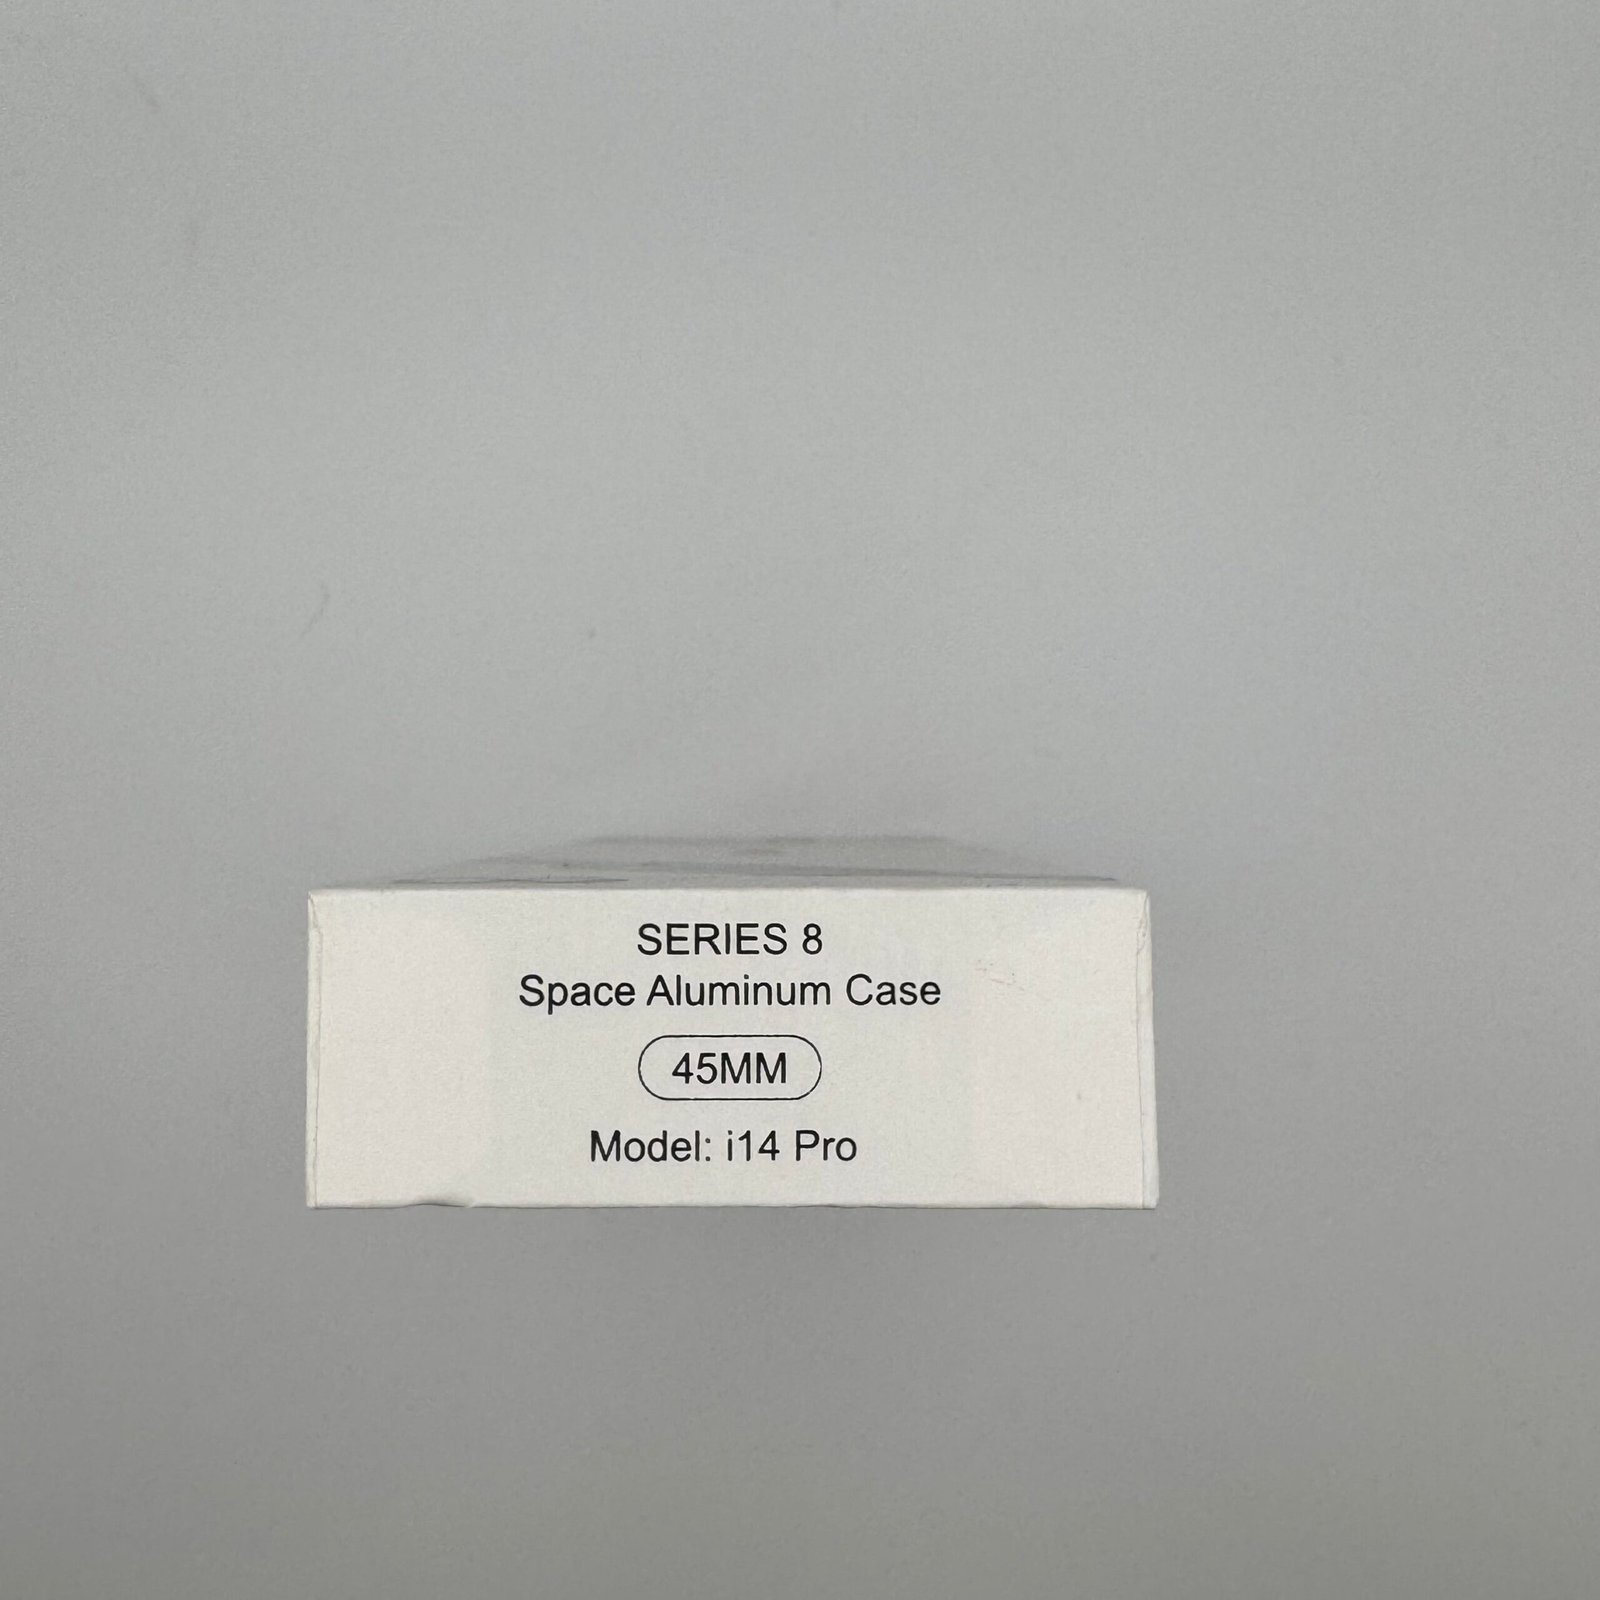 SERIES 8
Space Aluminum Case
45MM
Model: i14 Pro